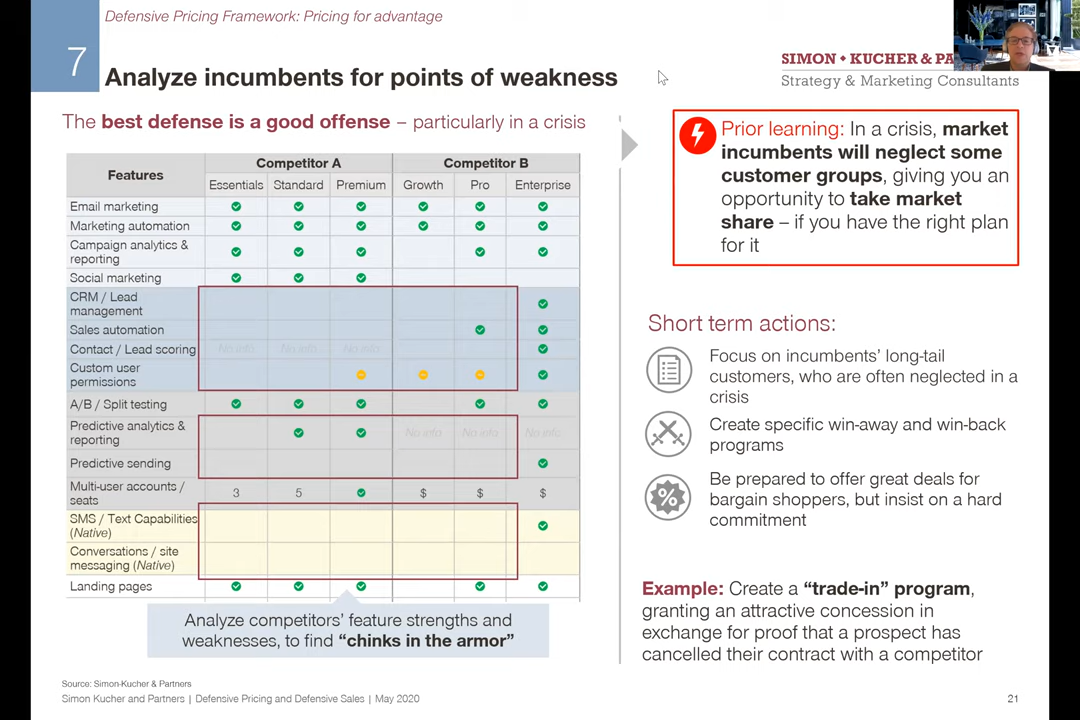 Defensive Pricing Framework: Pricing for advantage
7
Analyze incumbents for points of weakness
SIMON • KUCHER & PA
Strategy & Marketing Consultants
The best defense is a good offense – particularly in a crisis
Features
Competitor A
Competitor B
Essentials
Standard
Premium
Growth
Pro
Enterprise
Email marketing
Marketing automation
Campaign analytics &
reporting
Social marketing
CRM / Lead
management
Sales automation
Contact / Lead scoring
No info
No info
No info
Custom user
permissions
A/B / Split testing
Predictive analytics &
reporting
No info
No info
No info
Predictive sending
Multi-user accounts /
seats
3
5
$
$
$
SMS / Text Capabilities
(Native)
Conversations / site
messaging (Native)
Landing pages
Analyze competitors’ feature strengths and
weaknesses, to find “chinks in the armor”
Prior learning: In a crisis, market
incumbents will neglect some
customer groups, giving you an
opportunity to take market
share – if you have the right plan
for it
Short term actions:
Focus on incumbents’ long-tail
customers, who are often neglected in a
crisis
Create specific win-away and win-back
programs
%
Be prepared to offer great deals for
bargain shoppers, but insist on a hard
commitment
Example: Create a “trade-in” program,
granting an attractive concession in
exchange for proof that a prospect has
cancelled their contract with a competitor
Source: Simon-Kucher & Partners
Simon Kucher and Partners | Defensive Pricing and Defensive Sales | May 2020
21